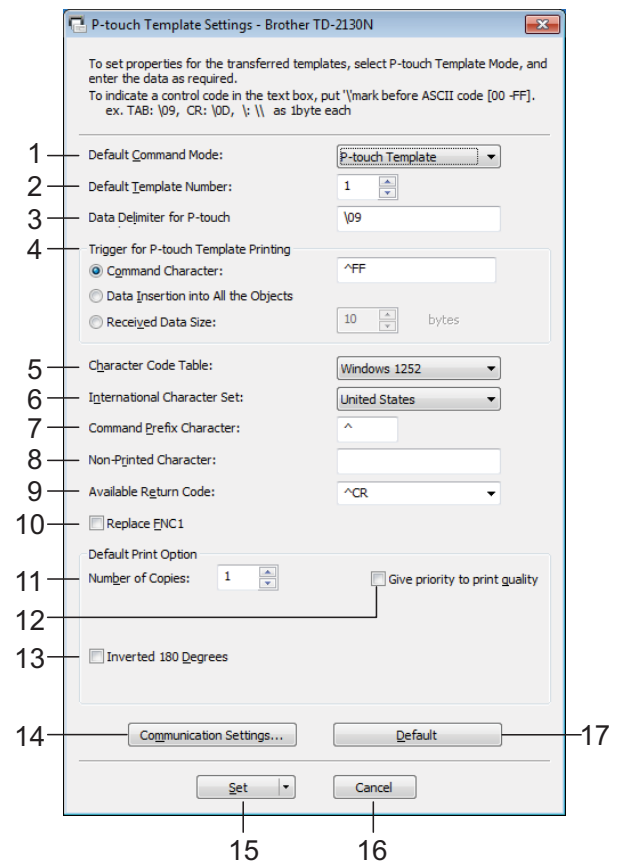 P-touch Template Settings - Brother TD-2130N
To set properties for the transferred templates, select P-touch Template Mode, and
enter the data as required.
To indicate a control code in the text box, put '\'mark before ASCII code [00 -FF].
ex. TAB: \09, CR: \0D, \: \\ as 1byte each
1 Default Command Mode: P-touch Template
2 Default Template Number: 1
3 Data Delimiter for P-touch \09
4 Trigger for P-touch Template Printing
Command Character: ^FF
Data Insertion into All the Objects
Received Data Size: 10 bytes
5 Character Code Table: Windows 1252
6 International Character Set: United States
7 Command Prefix Character: ^
8 Non-Printed Character:
9 Available Return Code: ^CR
10 Replace FNC1
Default Print Option
11 Number of Copies: 1 Give priority to print quality
12
13 Inverted 180 Degrees
14 Communication Settings... Default 17
Set Cancel
15 16